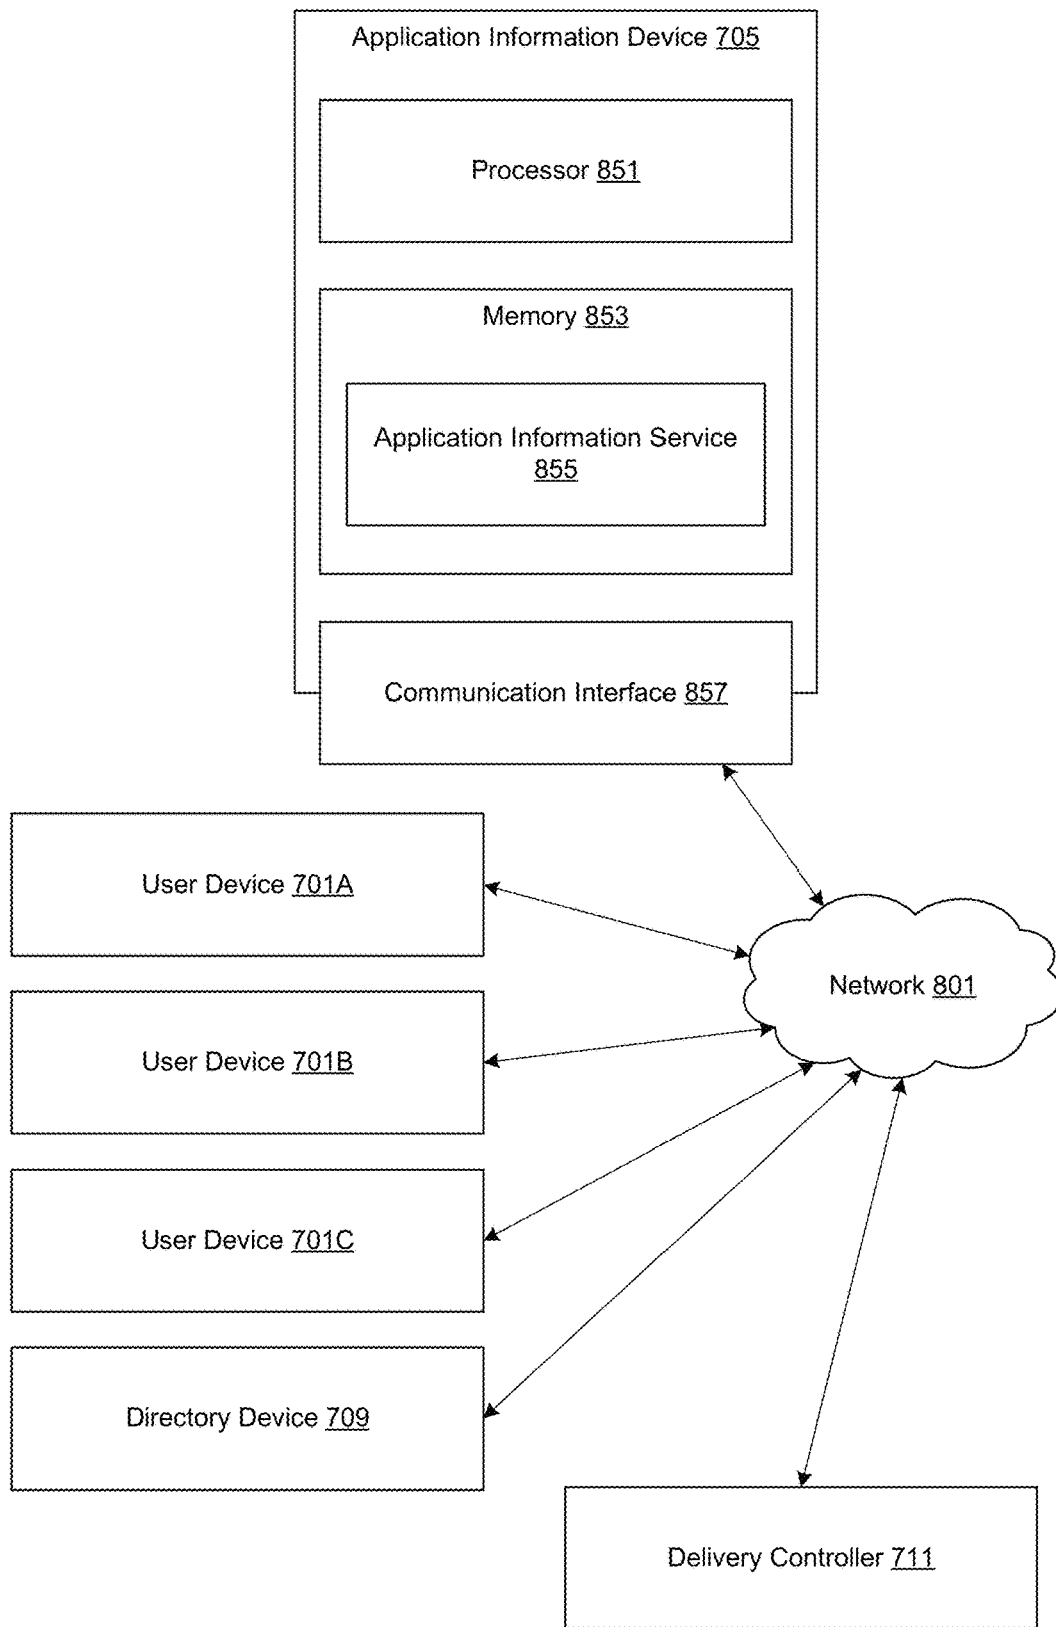 Application Information Device 705
Processor 851
Memory 853
Application Information Service
855
Communication Interface 857
User Device 701A
Network 801
User Device 701B
User Device 701C
Directory Device 709
Delivery Controller 711